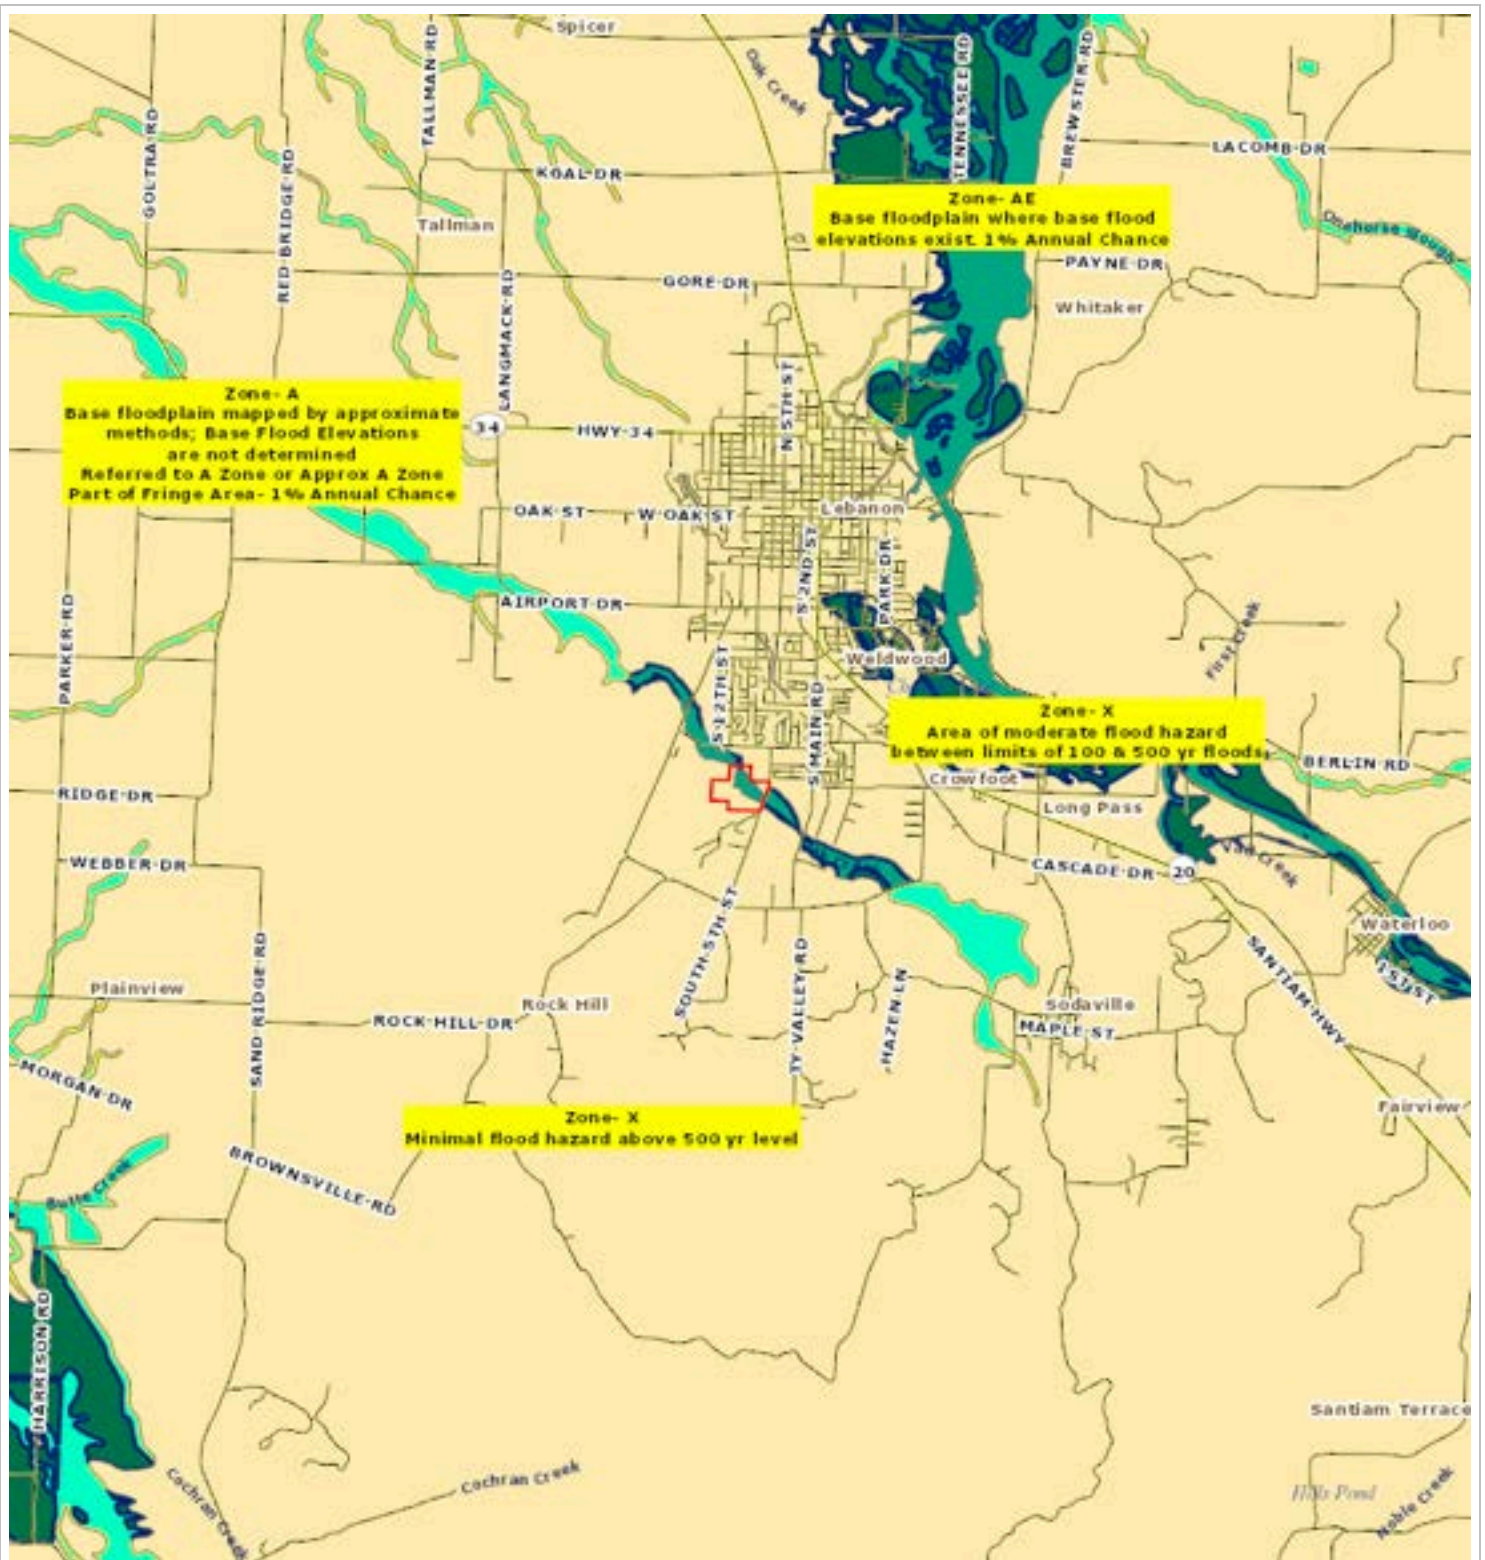 Spicer
TALLMAN RD
Oak Creek
TENNESSEE RD
BREWSTER RD
GOLTRA RD
RED BRIDGE RD
KGAL DR
LACOMB DR
Tallman
Zone- AE
Base floodplain where base flood
elevations exist. 1% Annual Chance
Onehorse Slough
PAYNE DR
GORE DR
LANGMACK RD
Whitaker
N 5TH ST
Zone- A
Base floodplain mapped by approximate
methods; Base Flood Elevations
are not determined
Referred to A Zone or Approx A Zone
Part of Fringe Area- 1% Annual Chance
34
HWY 34
OAK ST
W OAK ST
Lebanon
S 2ND ST
PARK DR
AIRPORT DR
PARKER RD
First Creek
Weldwood
S 12TH ST
S MAIN RD
Zone- X
Area of moderate flood hazard
between limits of 100 & 500 yr floods
BERLIN RD
Crowfoot
RIDGE DR
Long Pass
WEBBER DR
CASCADE DR
20
Waterloo
SOUTH 5TH ST
SAND RIDGE RD
TY VALLEY RD
HAZEN LN
SANTIAM HWY
1ST ST
Plainview
Rock Hill
Sodaville
ROCK HILL DR
MAPLE ST
MORGAN DR
Zone- X
Minimal flood hazard above 500 yr level
Fairview
BROWNSVILLE RD
Butte Creek
HARRISON RD
Santiam Terrace
Cochran Creek
Cochran Creek
Hills Pond
Noble Creek